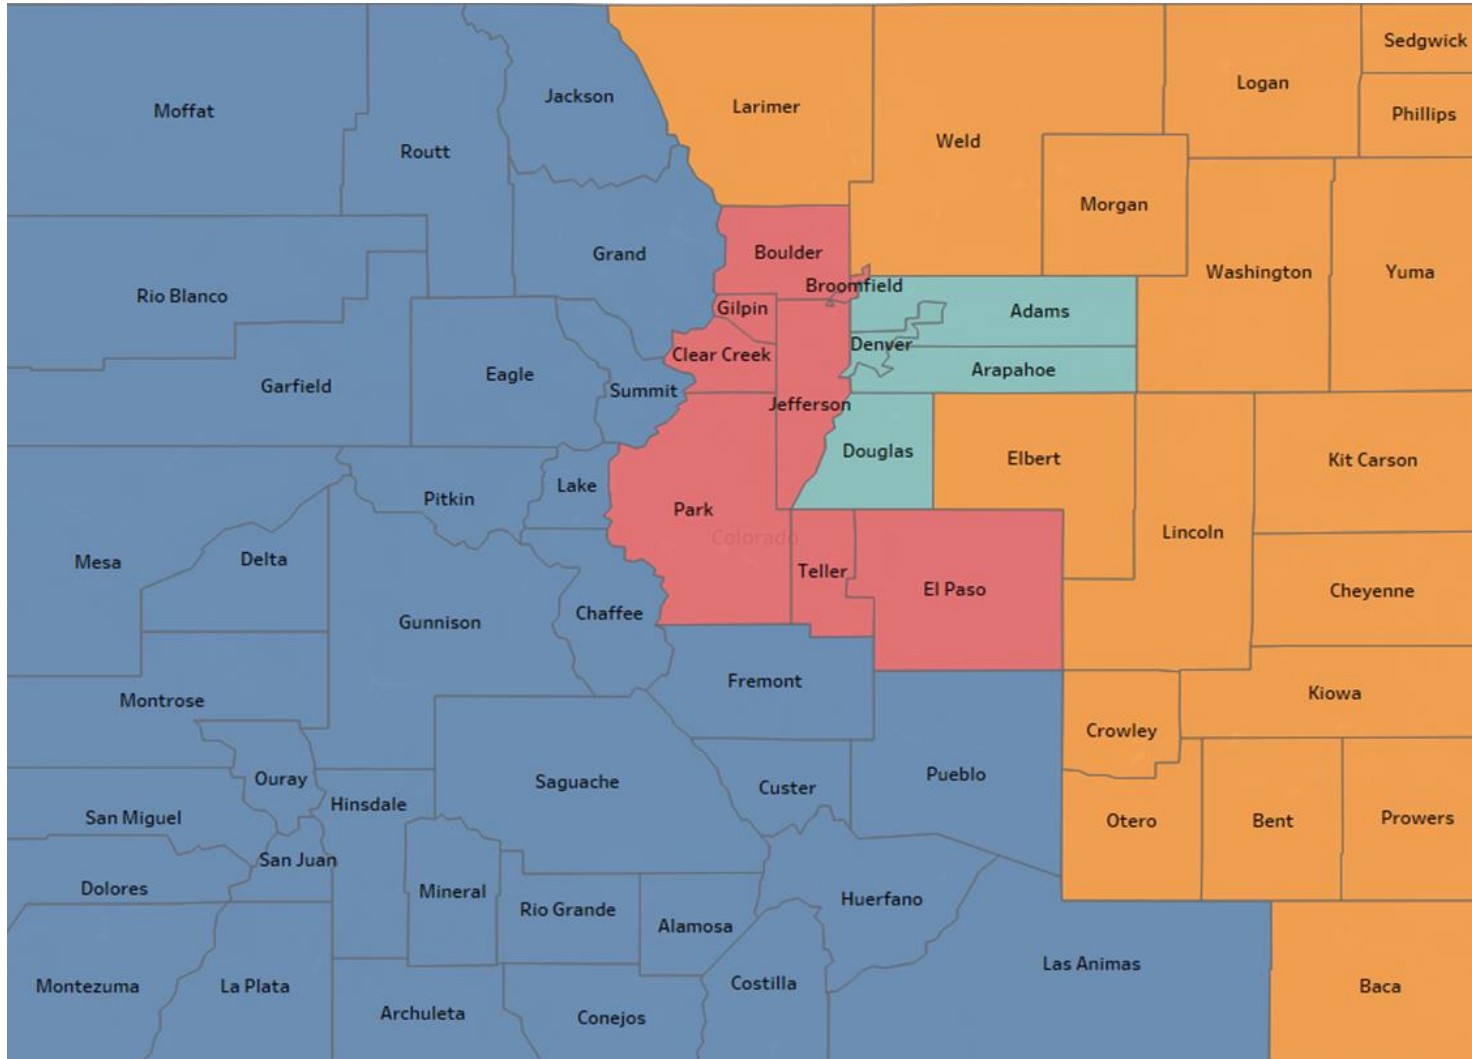 Sedgwick
Logan
Moffat
Jackson
Larimer
Phillips
Weld
Routt
Morgan
Grand
Boulder
Washington
Yuma
Rio Blanco
Broomfield
Gilpin
Adams
Denver
Clear Creek
Arapahoe
Garfield
Eagle
Summit
Jefferson
Douglas
Elbert
Kit Carson
Pitkin
Lake
Park
Lincoln
Colorado
Mesa
Delta
Teller
El Paso
Cheyenne
Gunnison
Chaffee
Fremont
Kiowa
Montrose
Crowley
Ouray
Saguache
Custer
Pueblo
Hinsdale
San Miguel
Otero
Bent
Prowers
San Juan
Dolores
Mineral
Rio Grande
Huerfano
Alamosa
Las Animas
Montezuma
La Plata
Costilla
Baca
Archuleta
Conejos